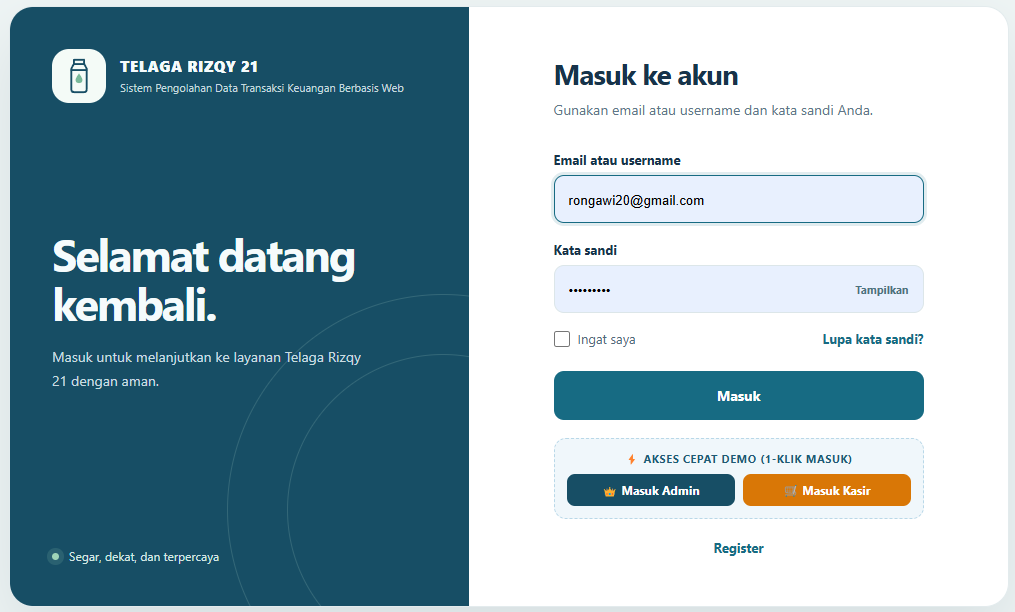 TELAGA RIZQY 21
Sistem Pengolahan Data Transaksi Keuangan Berbasis Web
Selamat datang
kembali.
Masuk untuk melanjutkan ke layanan Telaga Rizqy
21 dengan aman.
Segar, dekat, dan terpercaya
Masuk ke akun
Gunakan email atau username dan kata sandi Anda.
Email atau username
rongawi20@gmail.com
Kata sandi
•••••••••
Tampilkan
Ingat saya
Lupa kata sandi?
Masuk
AKSES CEPAT DEMO (1-KLIK MASUK)
Masuk Admin
Masuk Kasir
Register